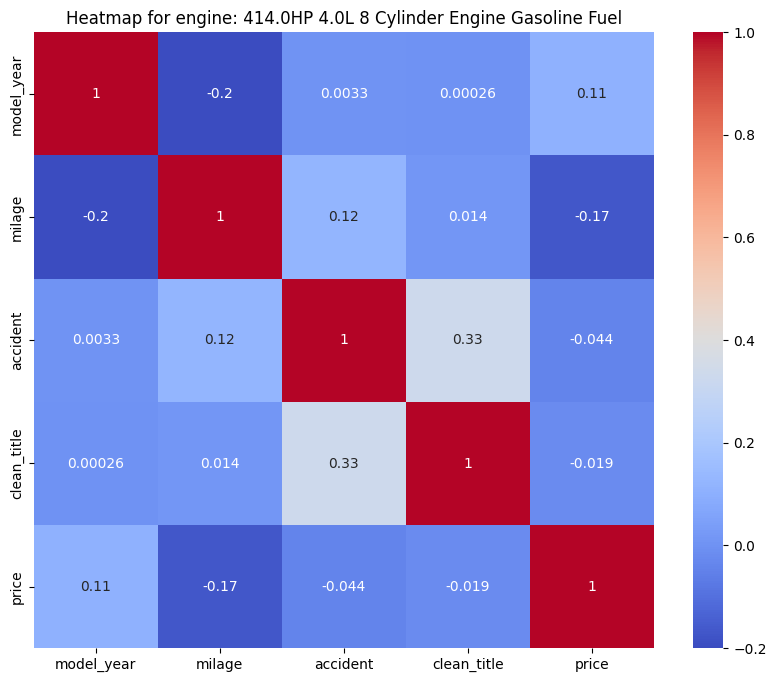 Heatmap for engine: 414.0HP 4.0L 8 Cylinder Engine Gasoline Fuel
model_year 1 -0.2 0.0033 0.00026 0.11
milage -0.2 1 0.12 0.014 -0.17
accident 0.0033 0.12 1 0.33 -0.044
clean_title 0.00026 0.014 0.33 1 -0.019
price 0.11 -0.17 -0.044 -0.019 1
model_year milage accident clean_title price
1.0
0.8
0.6
0.4
0.2
0.0
-0.2